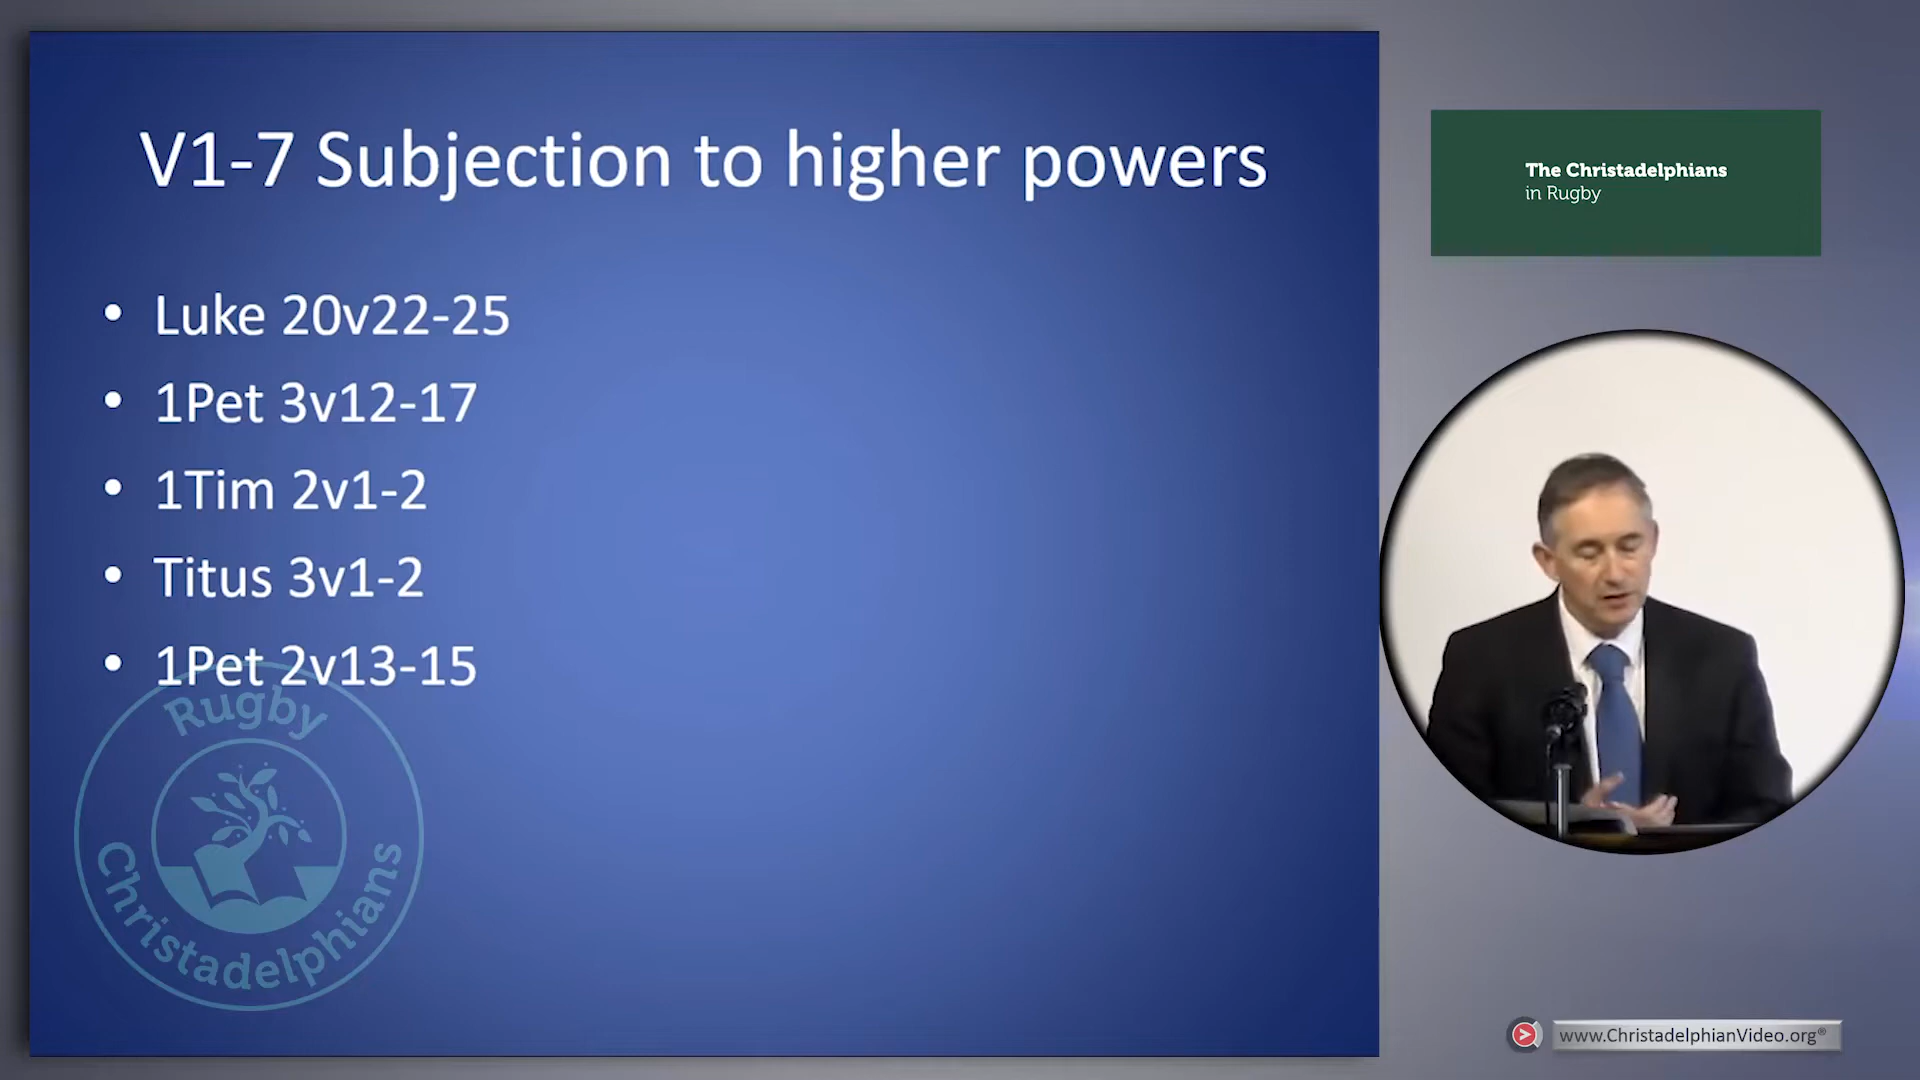 V1-7 Subjection to higher powers
• Luke 20v22-25
• 1Pet 3v12-17
• 1Tim 2v1-2
• Titus 3v1-2
• 1Pet 2v13-15
Rugby
Christadelphians
The Christadelphians
in Rugby
www.ChristadelphianVideo.org®